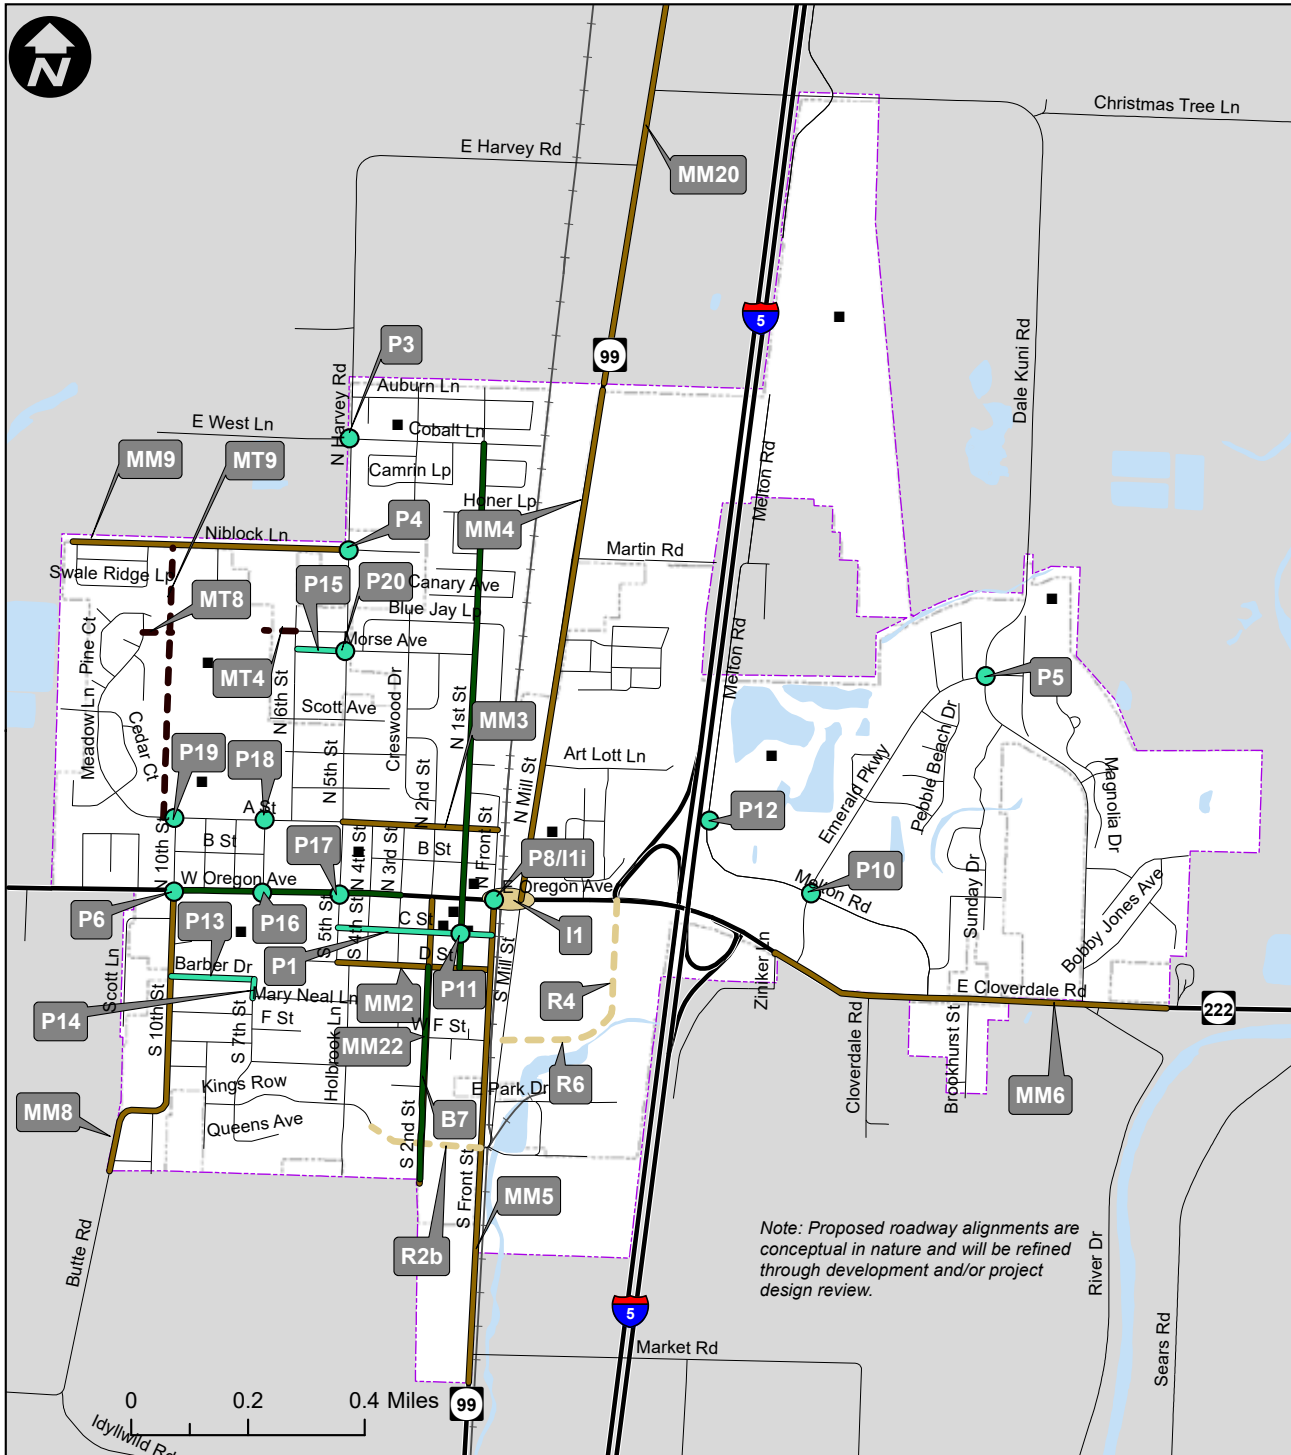 N
Christmas Tree Ln
E Harvey Rd
MM20
5
P3
99
Auburn Ln
N Harvey Rd
Dale Kuni Rd
E West Ln
Cobalt Ln
MM9
MT9
Camrin Lp
Melton Rd
Honer Lp
P4
MM4
Niblock Ln
Martin Rd
Swale Ridge Lp
P15
P20
Canary Ave
MT8
Blue Jay Lp
Pine Ct
Morse Ave
Melton Rd
MT4
P5
Meadow Ln
N 6th St
Scott Ave
Creswood Dr
N 1st St
MM3
Cedar Ct
Pebble Beach Dr
P19
P18
N 5th St
Art Lott Ln
Emerald Pkwy
Magnolia Dr
N 2nd St
N Mill St
A St
P12
N 10th St
B St
P17
N 4th St
N 3rd St
B St
N Front St
P8/I1i
W Oregon Ave
E Oregon Ave
P10
Melton Rd
P6
P13
P16
S 5th St
S 4th St
C St
I1
Sunday Dr
Bobby Jones Ave
Scott Ln
Barber Dr
P1
D St
P11
S Mill St
Ziniker Ln
E Cloverdale Rd
P14
Mary Neal Ln
MM2
R4
222
S 10th St
S 7th St
F St
W F St
Holbrook Ln
MM22
Cloverdale Rd
Brookhurst St
Kings Row
E Park Dr
R6
MM6
MM8
Queens Ave
B7
S 2nd St
S Front St
MM5
R2b
Note: Proposed roadway alignments are
conceptual in nature and will be refined
through development and/or project
design review.
Butte Rd
River Dr
5
Market Rd
Sears Rd
0 0.2 0.4 Miles
99
Idyllwild Rd